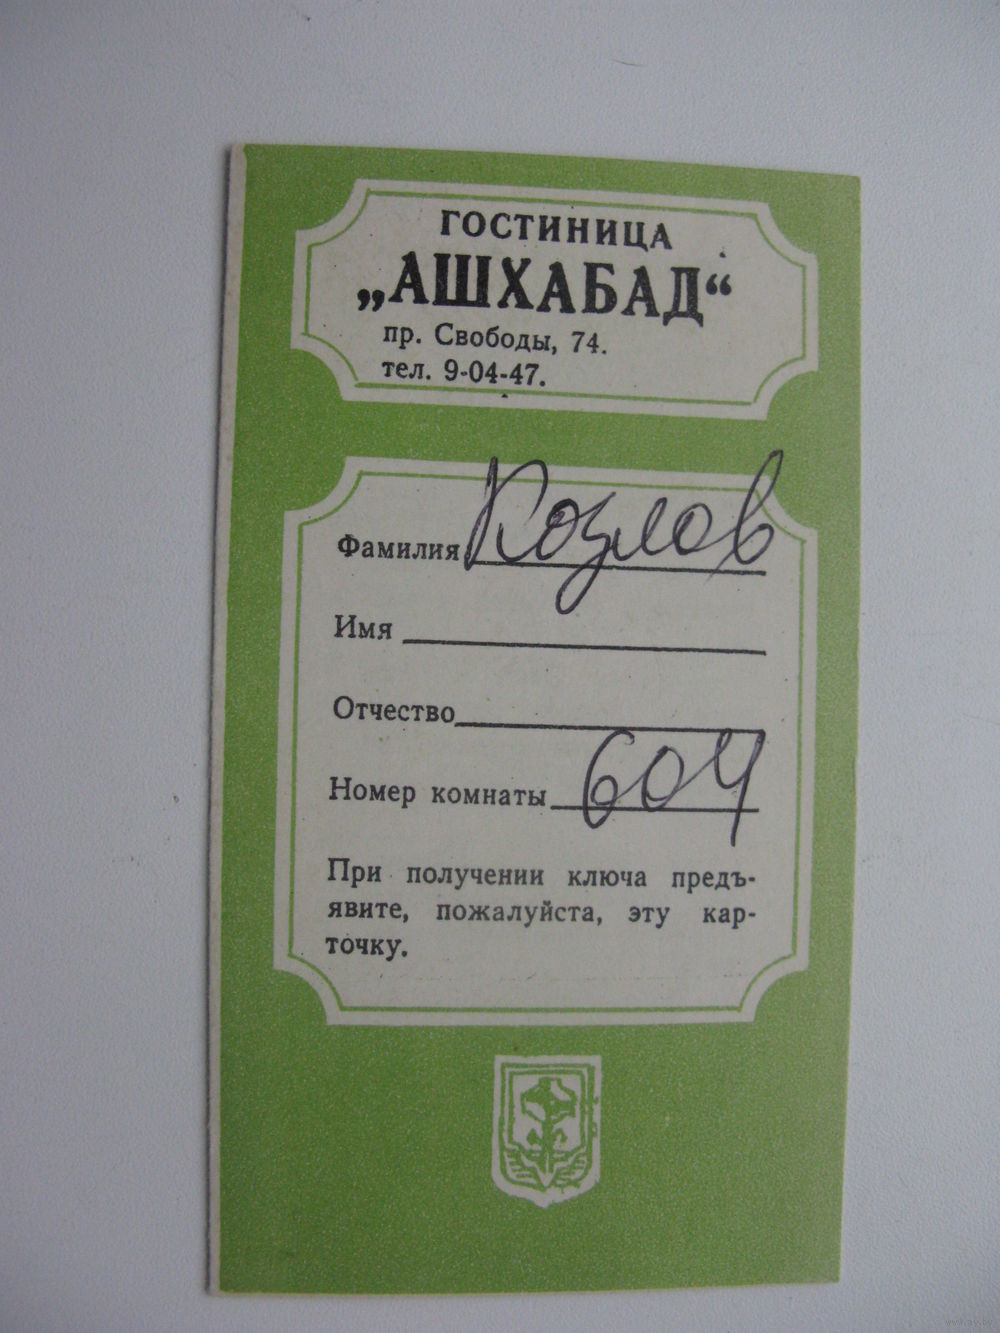 ГОСТИНИЦА
„АШХАБАД“
пр. Свободы, 74.
тел. 9-04-47.
Фамилия Козлов
Имя
Отчество
Номер комнаты 604
При получении ключа предъ-
явите, пожалуйста, эту кар-
точку.